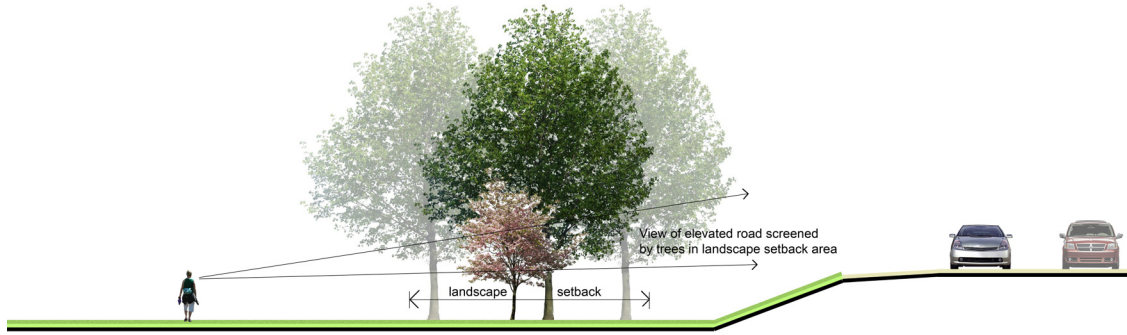 View of elevated road screened
by trees in landscape setback area
landscape setback